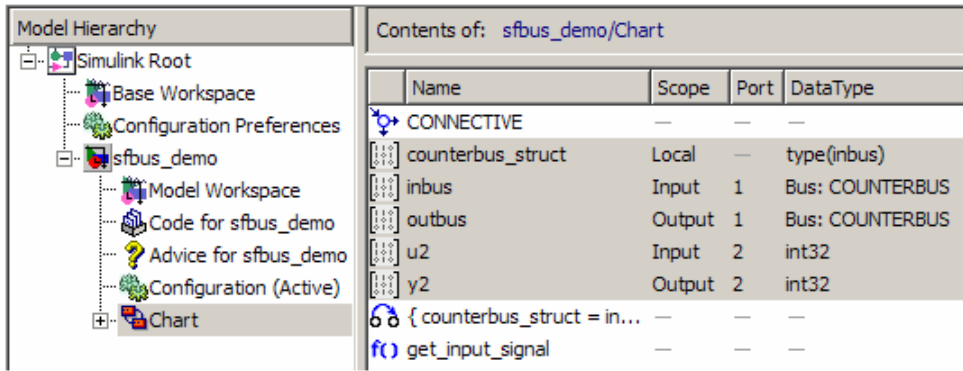 Model Hierarchy
Simulink Root
Base Workspace
Configuration Preferences
sfbus_demo
Model Workspace
Code for sfbus_demo
Advice for sfbus_demo
Configuration (Active)
Chart
Contents of: sfbus_demo/Chart
Name Scope Port DataType
CONNECTIVE — — —
counterbus_struct Local — type(inbus)
inbus Input 1 Bus: COUNTERBUS
outbus Output 1 Bus: COUNTERBUS
u2 Input 2 int32
y2 Output 2 int32
{ counterbus_struct = in... — — —
f() get_input_signal — — —